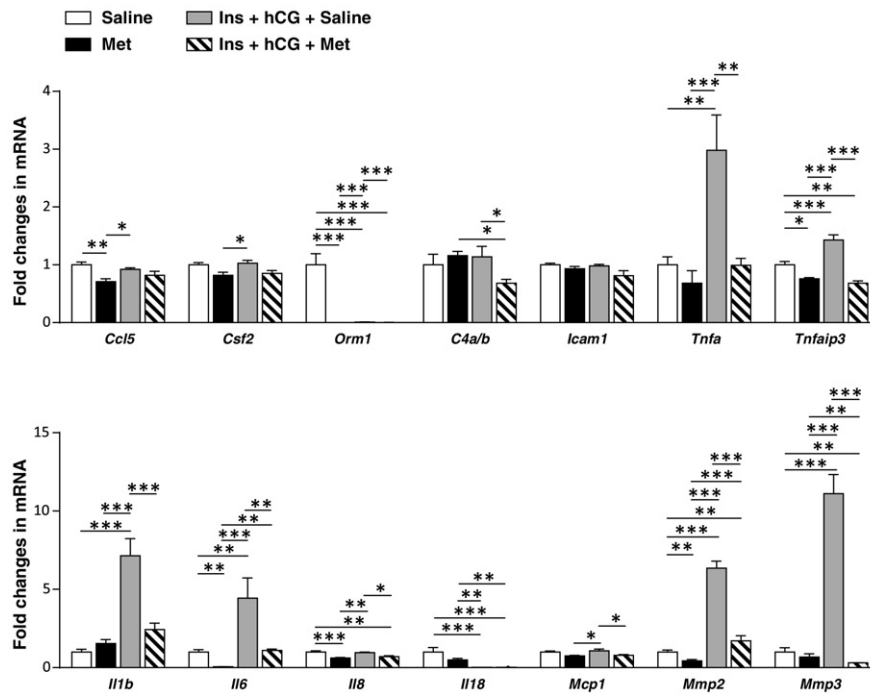 Saline
Ins + hCG + Saline
Met
Ins + hCG + Met
Fold changes in mRNA
4
3
2
1
0
** *
*
*** *** *** ***
* *
** *** **
* *** *** ** ***
Ccl5 Csf2 Orm1 C4a/b Icam1 Tnfa Tnfaip3
Fold changes in mRNA
15
10
5
0
*** *** ***
** ** *** ** **
*** ** ** *
*** *** ** **
* *
** *** ** *** *** ***
*** ** *** ** ***
Il1b Il6 Il8 Il18 Mcp1 Mmp2 Mmp3